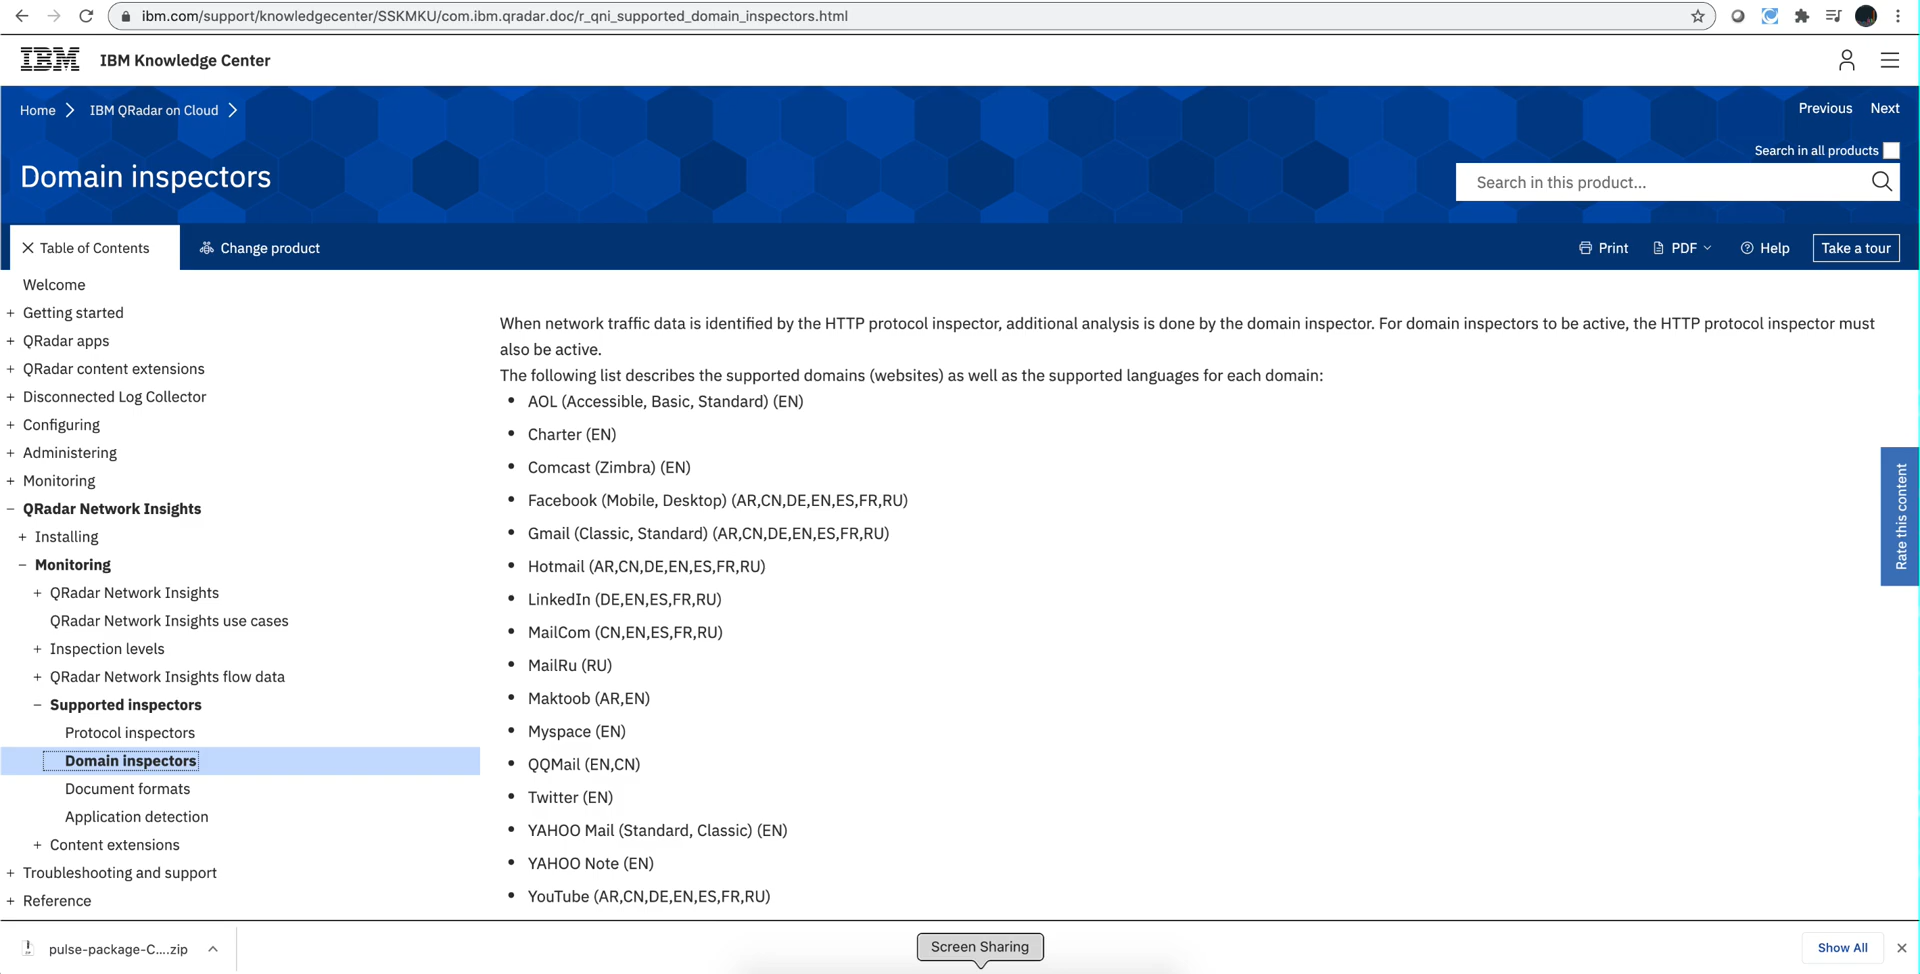 ibm.com/support/knowledgecenter/SSKMKU/com.ibm.qradar.doc/r_qni_supported_domain_inspectors.html
IBM IBM Knowledge Center
Home IBM QRadar on Cloud
Previous Next
Search in all products
Domain inspectors
Search in this product...
Table of Contents Change product Print PDF Help Take a tour
Welcome
+ Getting started
+ QRadar apps
+ QRadar content extensions
+ Disconnected Log Collector
+ Configuring
+ Administering
+ Monitoring
− QRadar Network Insights
+ Installing
− Monitoring
+ QRadar Network Insights
QRadar Network Insights use cases
+ Inspection levels
+ QRadar Network Insights flow data
− Supported inspectors
Protocol inspectors
Domain inspectors
Document formats
Application detection
+ Content extensions
+ Troubleshooting and support
+ Reference
When network traffic data is identified by the HTTP protocol inspector, additional analysis is done by the domain inspector. For domain inspectors to be active, the HTTP protocol inspector must
also be active.
The following list describes the supported domains (websites) as well as the supported languages for each domain:
• AOL (Accessible, Basic, Standard) (EN)
• Charter (EN)
• Comcast (Zimbra) (EN)
• Facebook (Mobile, Desktop) (AR,CN,DE,EN,ES,FR,RU)
• Gmail (Classic, Standard) (AR,CN,DE,EN,ES,FR,RU)
• Hotmail (AR,CN,DE,EN,ES,FR,RU)
• LinkedIn (DE,EN,ES,FR,RU)
• MailCom (CN,EN,ES,FR,RU)
• MailRu (RU)
• Maktoob (AR,EN)
• Myspace (EN)
• QQMail (EN,CN)
• Twitter (EN)
• YAHOO Mail (Standard, Classic) (EN)
• YAHOO Note (EN)
• YouTube (AR,CN,DE,EN,ES,FR,RU)
Rate this content
pulse-package-C....zip
Screen Sharing
Show All